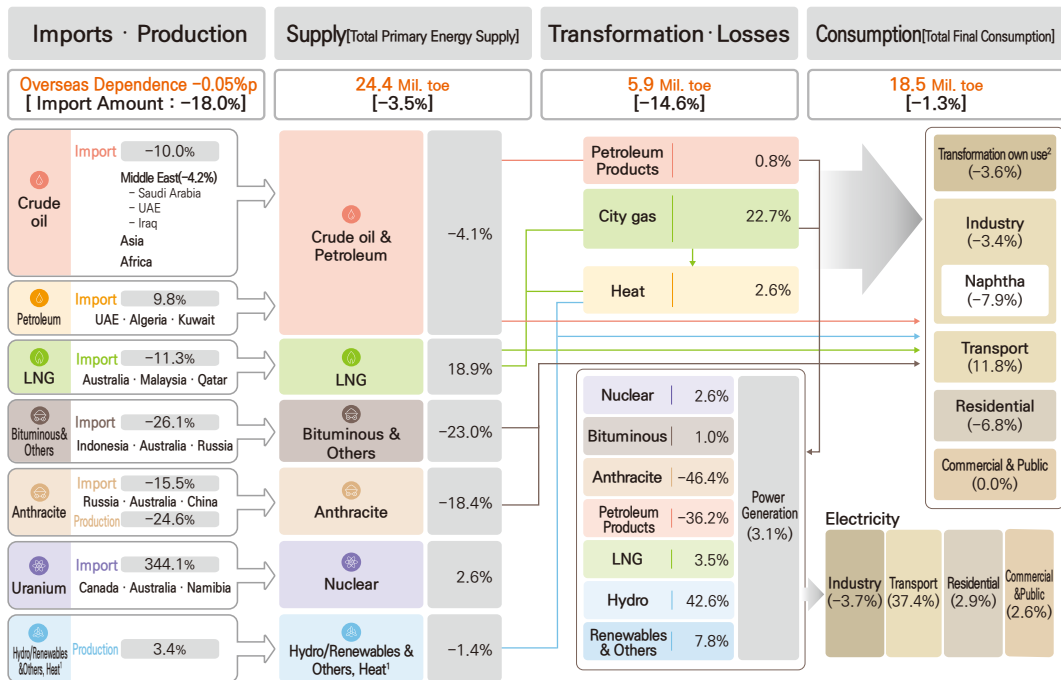 Imports · Production
Supply[Total Primary Energy Supply]
Transformation · Losses
Consumption[Total Final Consumption]
Overseas Dependence -0.05%p
[ Import Amount : -18.0%]
24.4 Mil. toe
[-3.5%]
5.9 Mil. toe
[-14.6%]
18.5 Mil. toe
[-1.3%]
Crude
oil
Import -10.0%
Middle East(-4.2%)
- Saudi Arabia
- UAE
- Iraq
Asia
Africa
Petroleum
Import 9.8%
UAE · Algeria · Kuwait
LNG
Import -11.3%
Australia · Malaysia · Qatar
Bituminous&
Others
Import -26.1%
Indonesia · Australia · Russia
Anthracite
Import -15.5%
Russia · Australia · China
Production -24.6%
Uranium
Import 344.1%
Canada · Australia · Namibia
Hydro/Renewables
&Others, Heat¹
Production 3.4%
Crude oil &
Petroleum
-4.1%
LNG
18.9%
Bituminous &
Others
-23.0%
Anthracite
-18.4%
Nuclear
2.6%
Hydro/Renewables &
Others, Heat¹
-1.4%
Petroleum
Products
0.8%
City gas
22.7%
Heat
2.6%
Nuclear 2.6%
Bituminous 1.0%
Anthracite -46.4%
Petroleum
Products
-36.2%
LNG 3.5%
Hydro 42.6%
Renewables
& Others
7.8%
Power
Generation
(3.1%)
Transformation own use²
(-3.6%)
Industry
(-3.4%)
Naphtha
(-7.9%)
Transport
(11.8%)
Residential
(-6.8%)
Commercial & Public
(0.0%)
Electricity
Industry
(-3.7%)
Transport
(37.4%)
Residential
(2.9%)
Commercial
&Public
(2.6%)